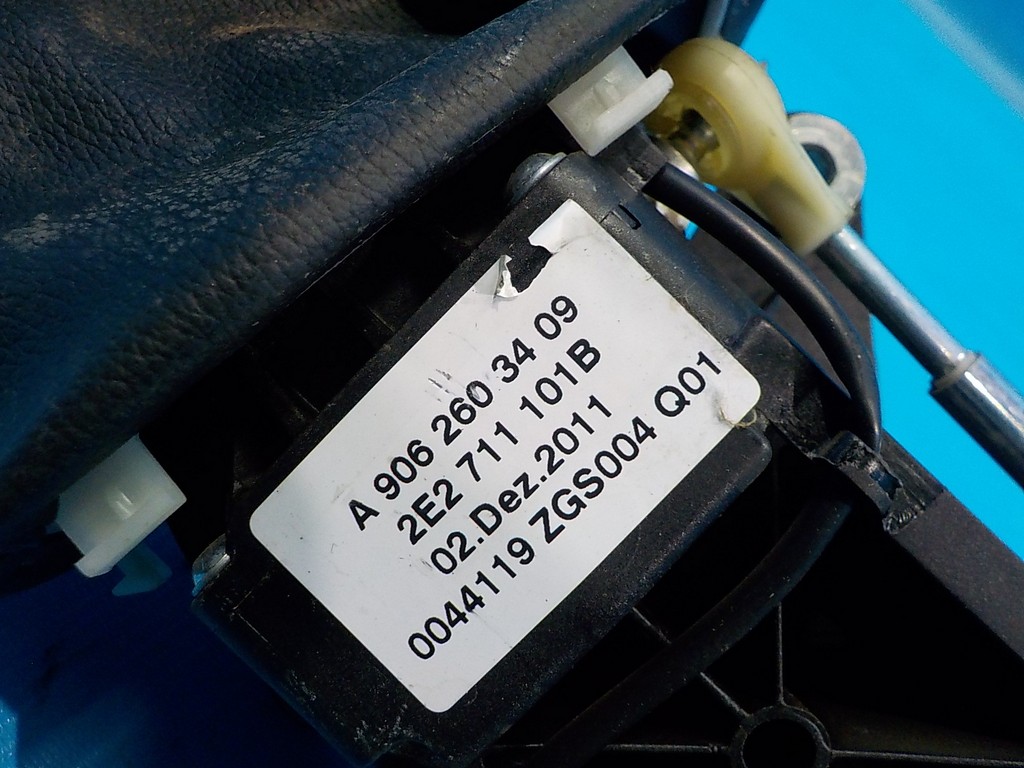 A 906 260 34 09
2E2 711 101B
02.Dez.2011
0044119 ZGS004 Q01